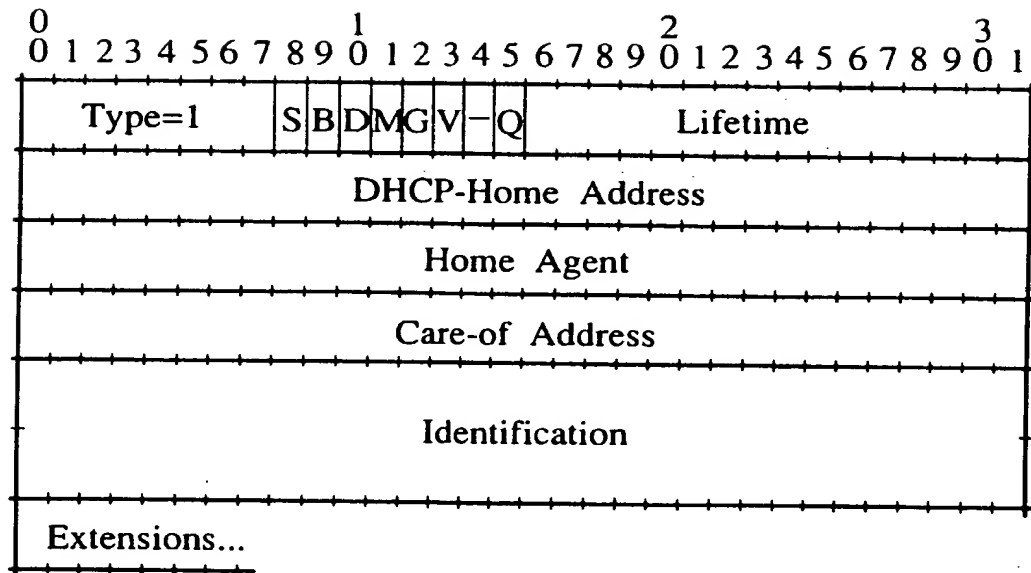 0 1 2 3
0 1 2 3 4 5 6 7 8 9 0 1 2 3 4 5 6 7 8 9 0 1 2 3 4 5 6 7 8 9 0 1
Type=1 S B D M G V – Q Lifetime
DHCP-Home Address
Home Agent
Care-of Address
Identification
Extensions...